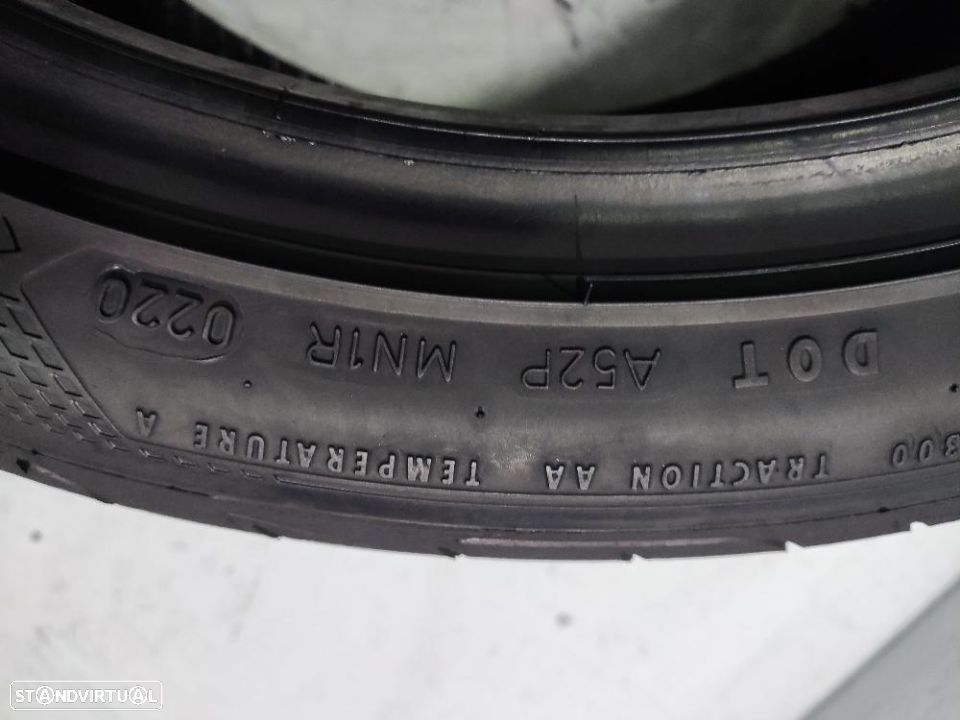 300 TRACTION AA TEMPERATURE A
DOT A52P MN1R 0220
STANDVIRTUAL